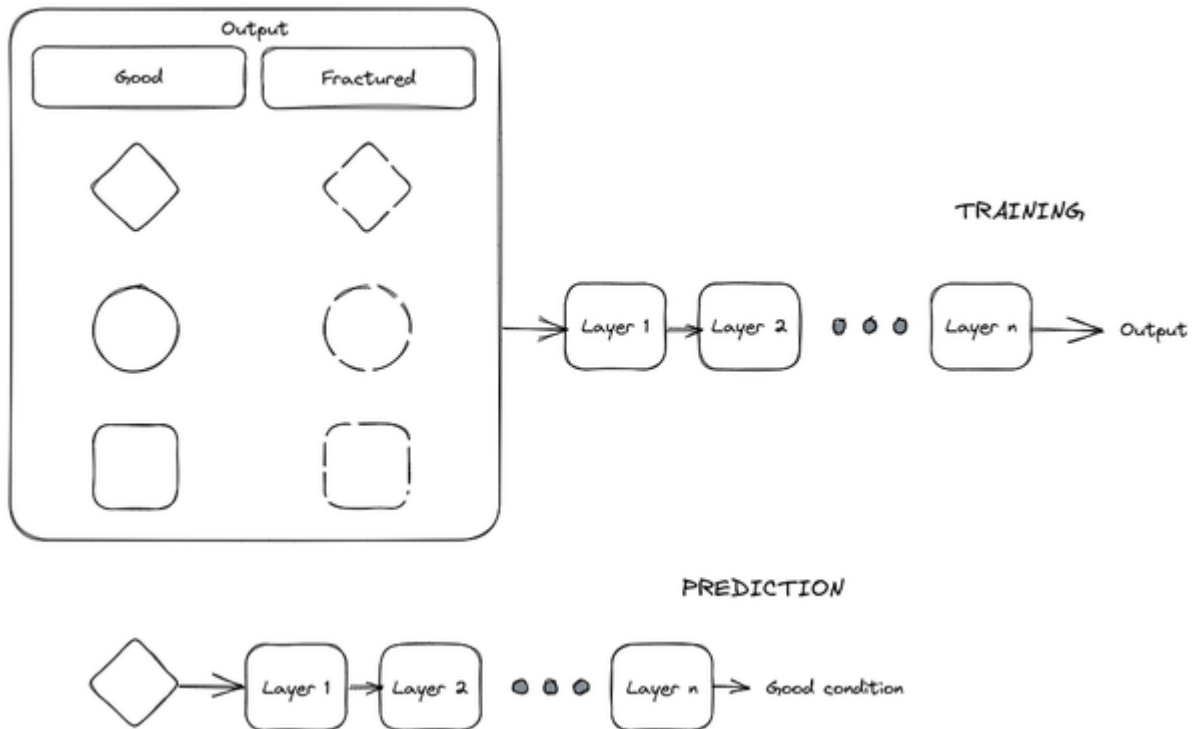 Output
Good
Fractured
TRAINING
Layer 1
Layer 2
Layer n
Output
PREDICTION
Layer 1
Layer 2
Layer n
Good condition